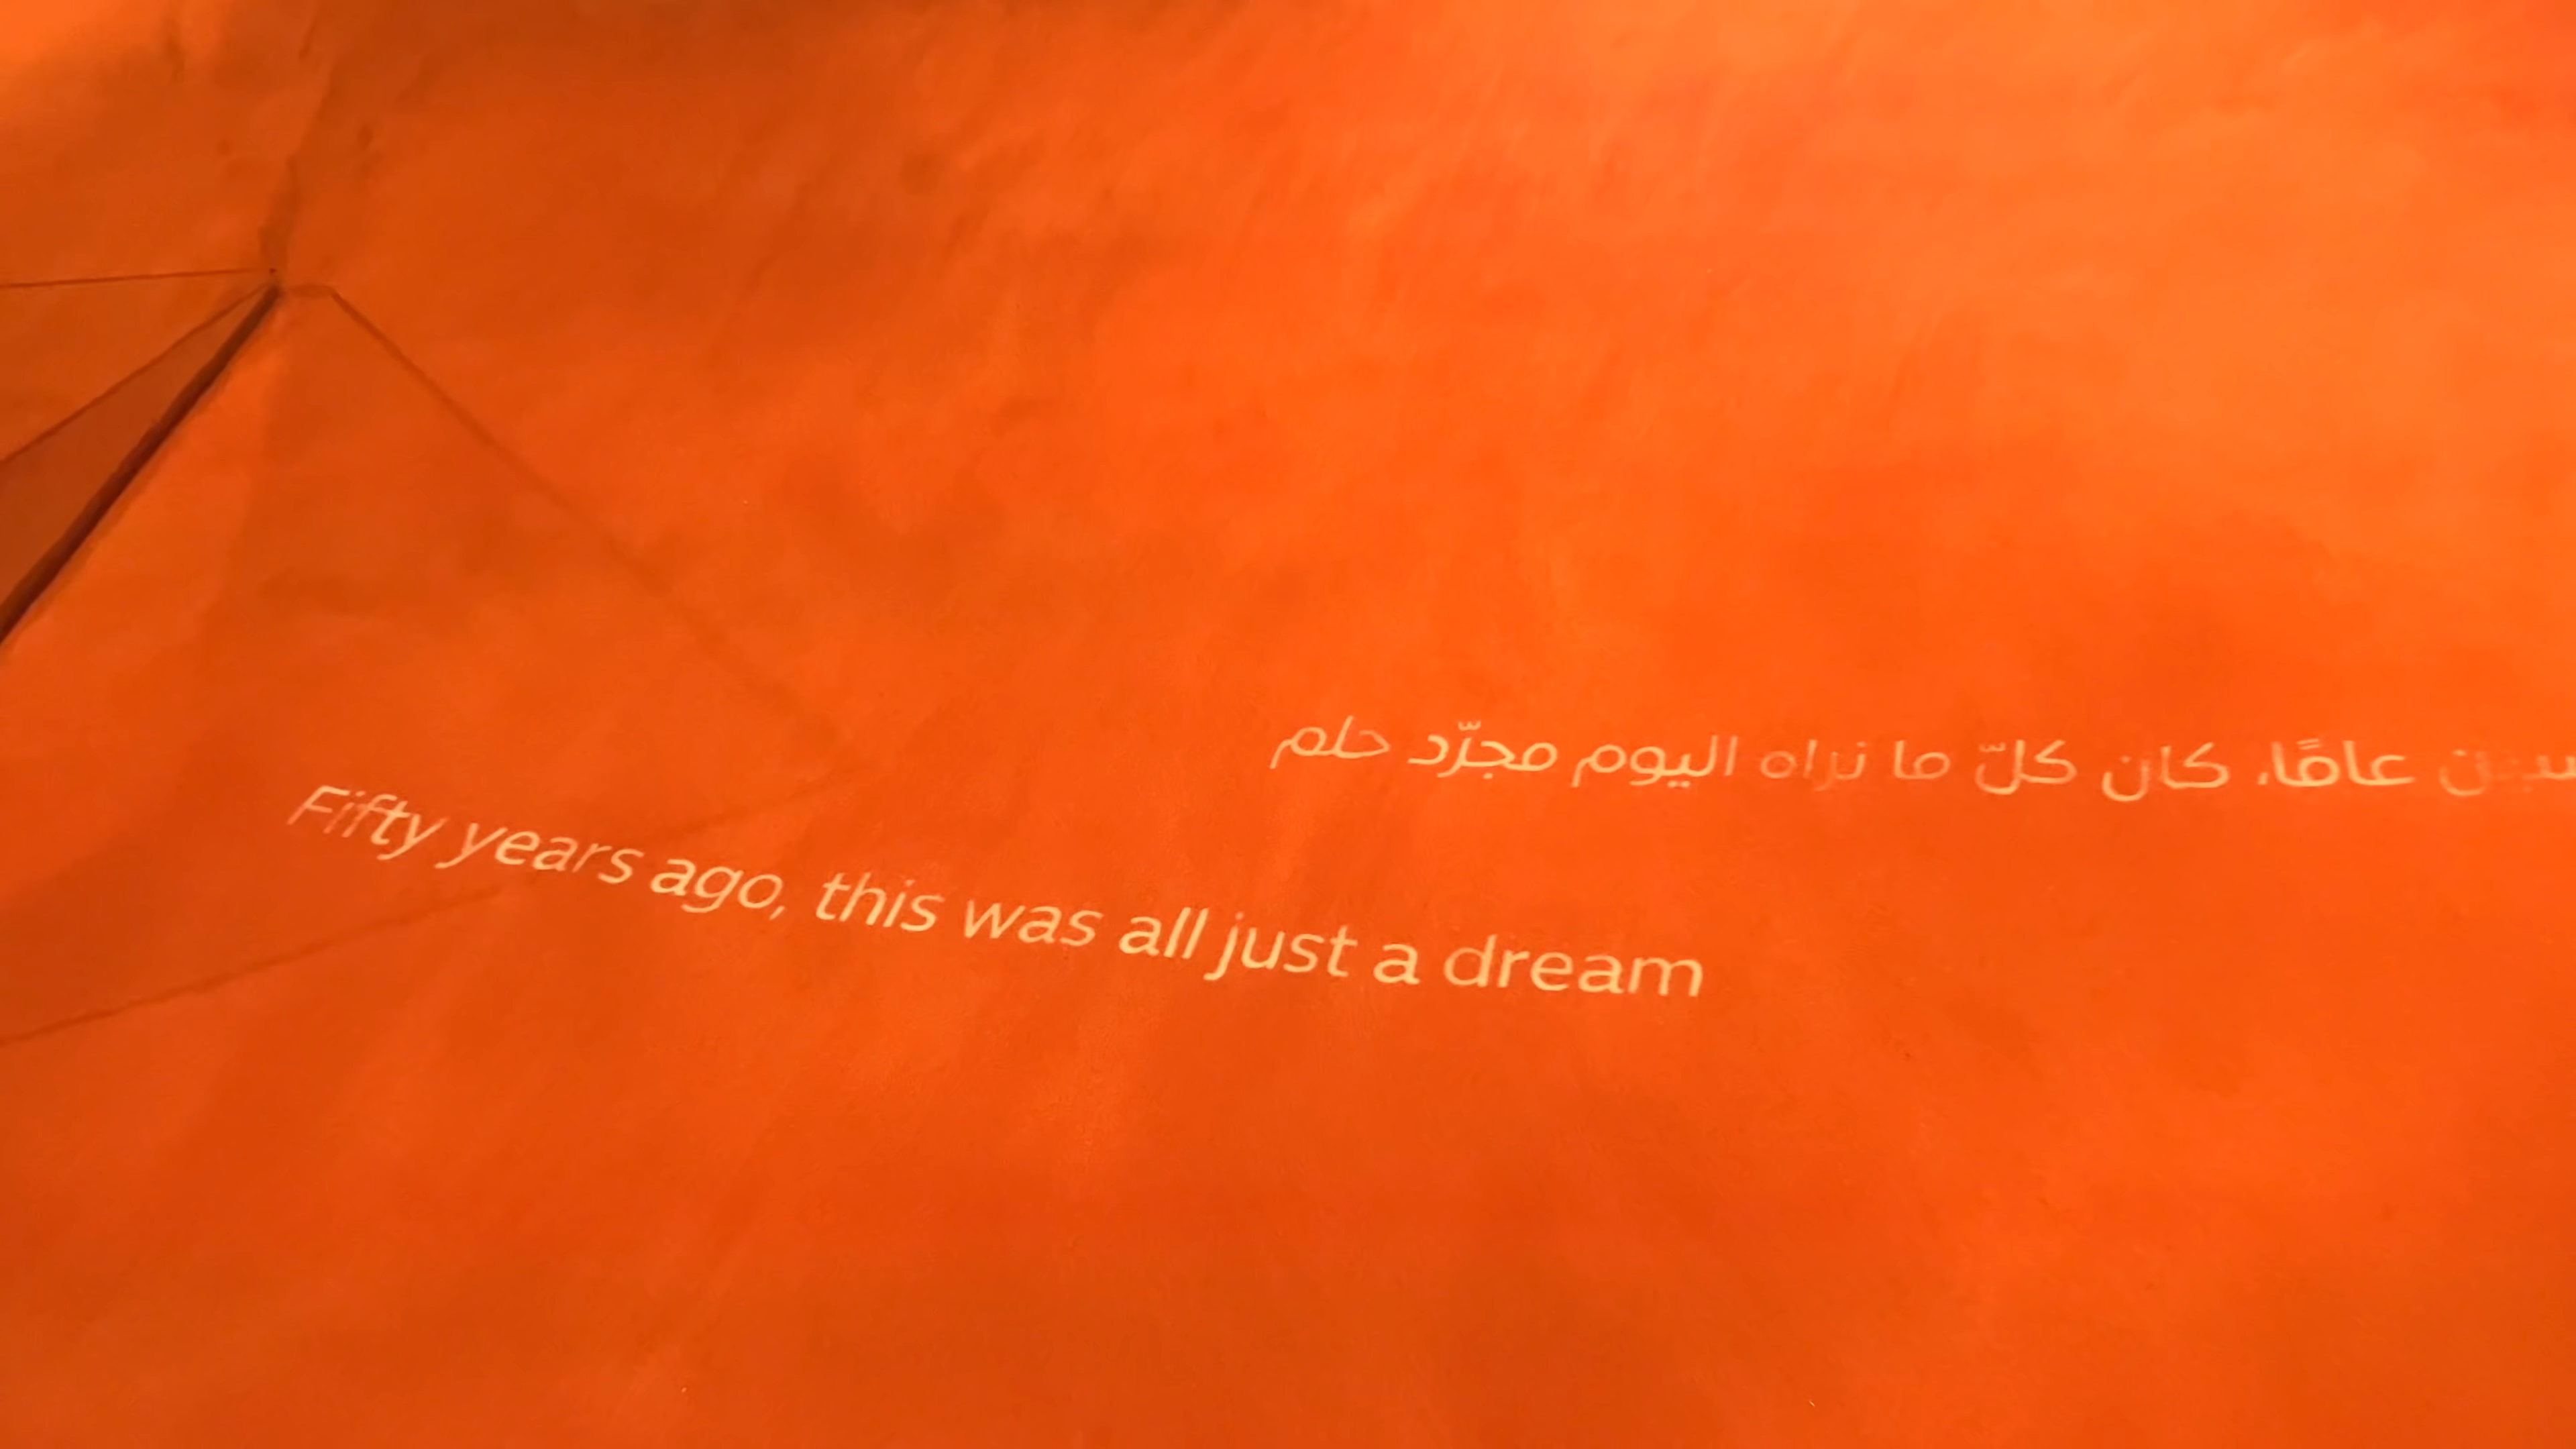 عامًا، كان كلّ ما نراه اليوم مجرّد حلم
Fifty years ago, this was all just a dream